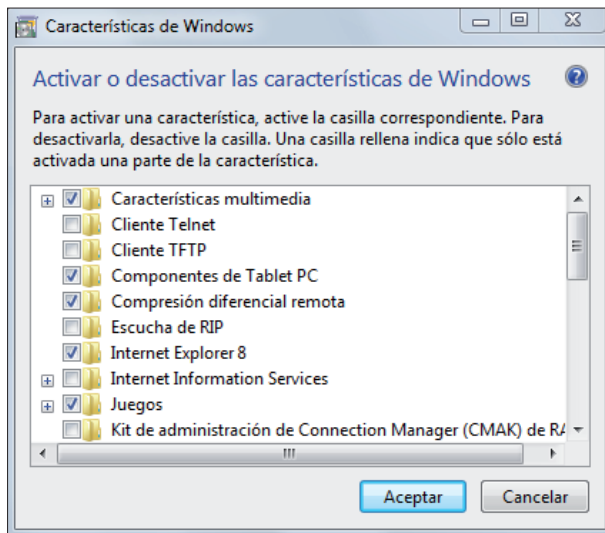 Características de Windows
Activar o desactivar las características de Windows
Para activar una característica, active la casilla correspondiente. Para
desactivarla, desactive la casilla. Una casilla rellena indica que sólo está
activada una parte de la característica.
Características multimedia
Cliente Telnet
Cliente TFTP
Componentes de Tablet PC
Compresión diferencial remota
Escucha de RIP
Internet Explorer 8
Internet Information Services
Juegos
Kit de administración de Connection Manager (CMAK) de
Aceptar Cancelar